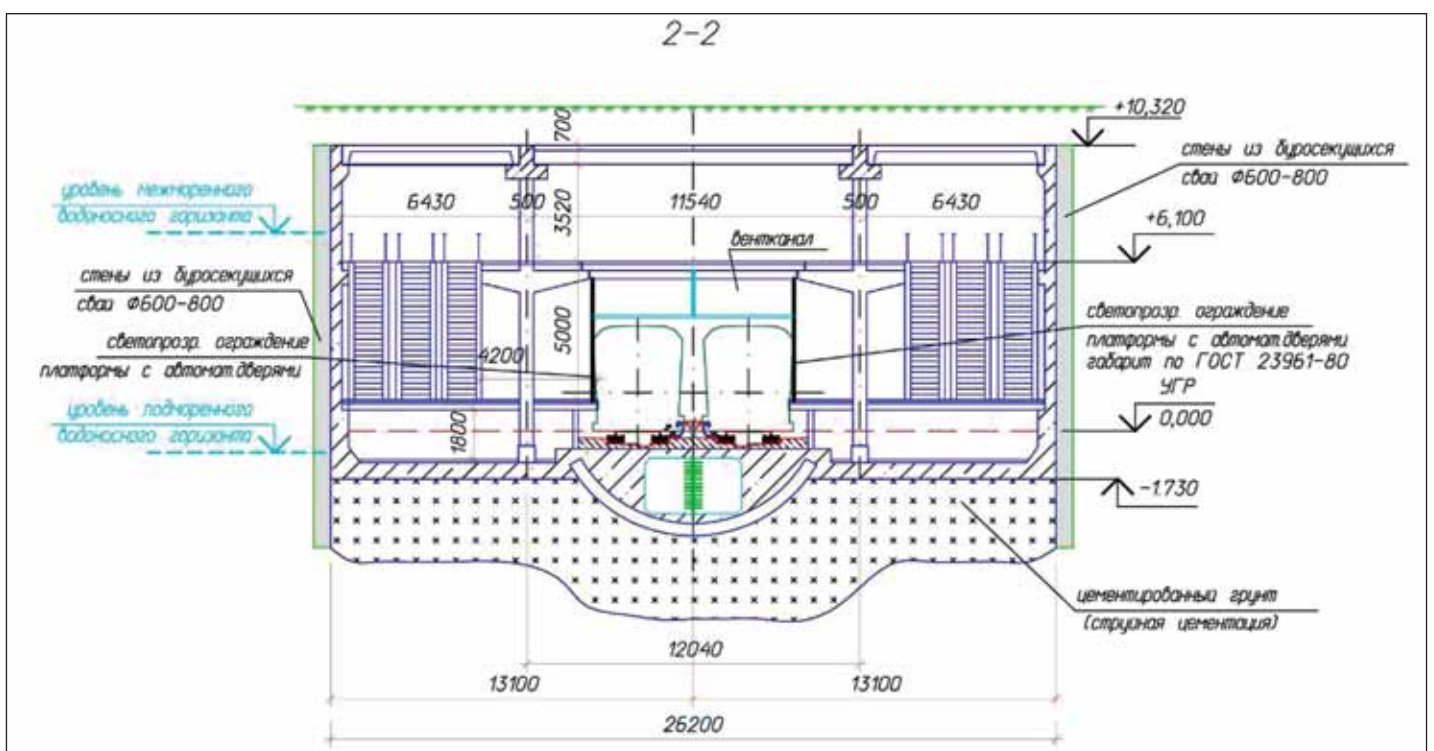 2-2
+10,320
700
стены из буросекущихся
свай Ф600-800
уровень межморенного
водоносного горизонта
6430
500
11540
500
6430
3520
+6,100
вентканал
стены из буросекущихся
свай Ф600-800
светопрозр. ограждение
платформы с автомат.дверями
4200
5000
светопрозр. ограждение
платформы с автомат.дверями
габарит по ГОСТ 23961-80
УГР
0,000
уровень подморенного
водоносного горизонта
1800
-1.730
цементированный грунт
(струйная цементация)
12040
13100
13100
26200